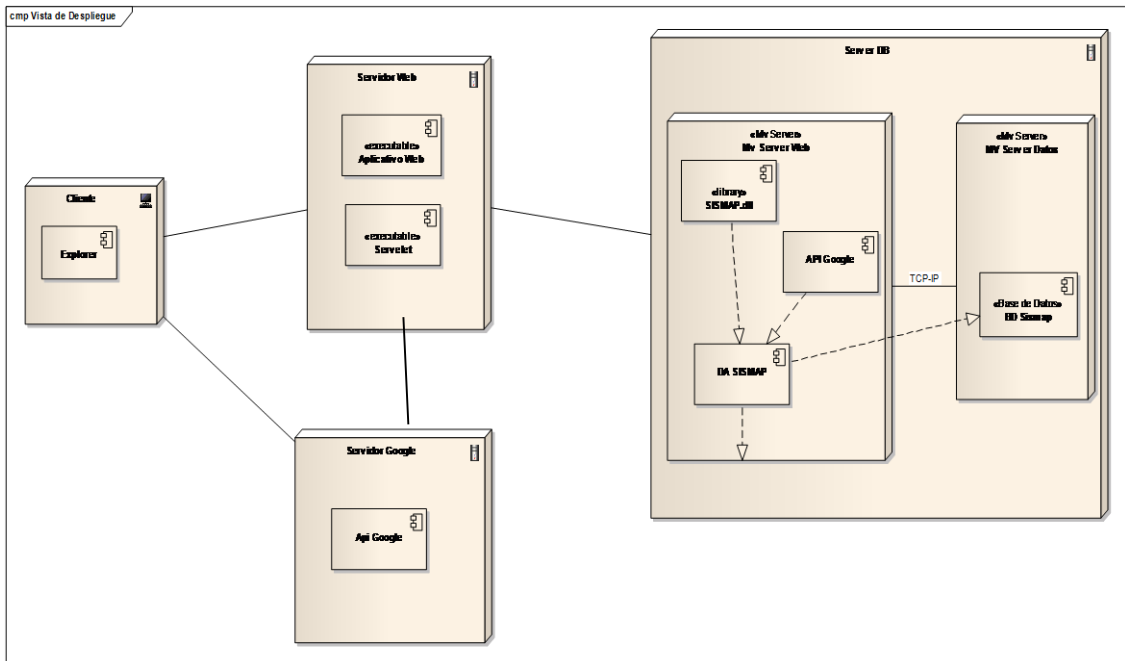 cmp Vista de Despliegue
Cliente
Explorer
Servidor Web
«executable»
Aplicativo Web
«executable»
Servelet
Servidor Google
Api Google
Server DB
«Mv Server»
Mv Server Web
«library»
SISMAP.dll
API Google
DA SISMAP
TCP-IP
«Mv Server»
MV Server Datos
«Base de Datos»
BD Sismap